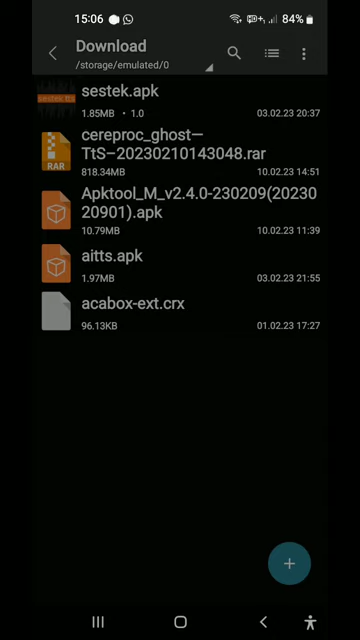 15:06 84%
Download
/storage/emulated/0
sestek.apk
sestek tts
1.85MB • 1.0 03.02.23 20:37
cereproc_ghost—
TtS–20230210143048.rar
RAR
818.34MB 10.02.23 14:51
Apktool_M_v2.4.0-230209(20230
20901).apk
10.79MB 10.02.23 11:39
aitts.apk
1.97MB 03.02.23 21:55
acabox-ext.crx
96.13KB 01.02.23 17:27